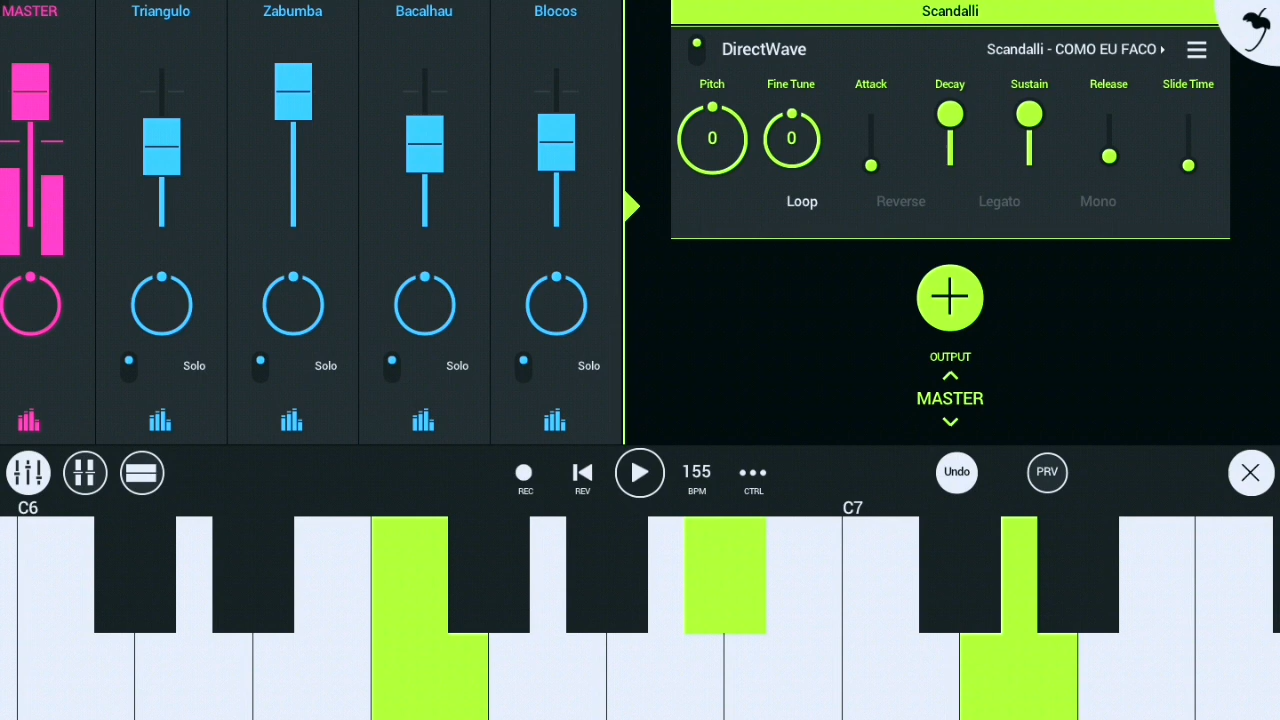 MASTER
Triangulo
Zabumba
Bacalhau
Blocos
Scandalli
DirectWave
Scandalli - COMO EU FACO
Pitch
Fine Tune
Attack
Decay
Sustain
Release
Slide Time
0
0
Loop
Reverse
Legato
Mono
Solo
Solo
Solo
Solo
OUTPUT
MASTER
REC
REV
155
BPM
CTRL
Undo
PRV
C6
C7